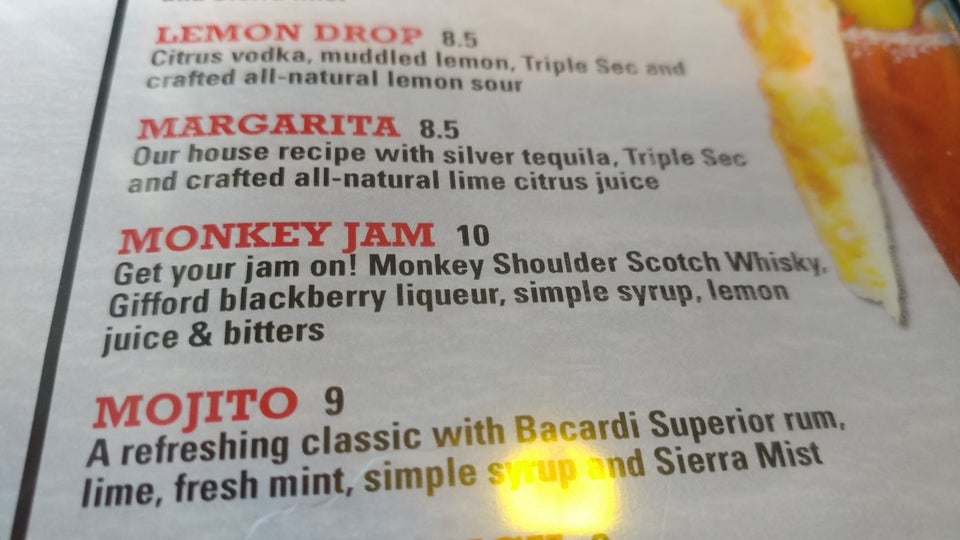 LEMON DROP 8.5
Citrus vodka, muddled lemon, Triple Sec and
crafted all-natural lemon sour
MARGARITA 8.5
Our house recipe with silver tequila, Triple Sec
and crafted all-natural lime citrus juice
MONKEY JAM 10
Get your jam on! Monkey Shoulder Scotch Whisky,
Gifford blackberry liqueur, simple syrup, lemon
juice & bitters
MOJITO 9
A refreshing classic with Bacardi Superior rum,
lime, fresh mint, simple syrup and Sierra Mist